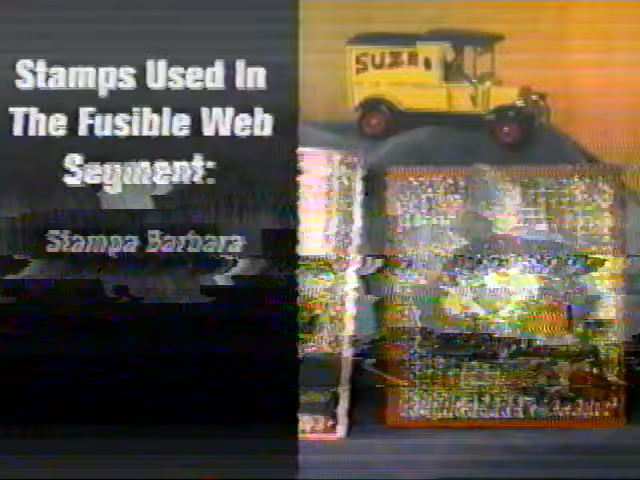 Stamps Used In
The Fusible Web
Segment:
Stampa Barbara
SUZE